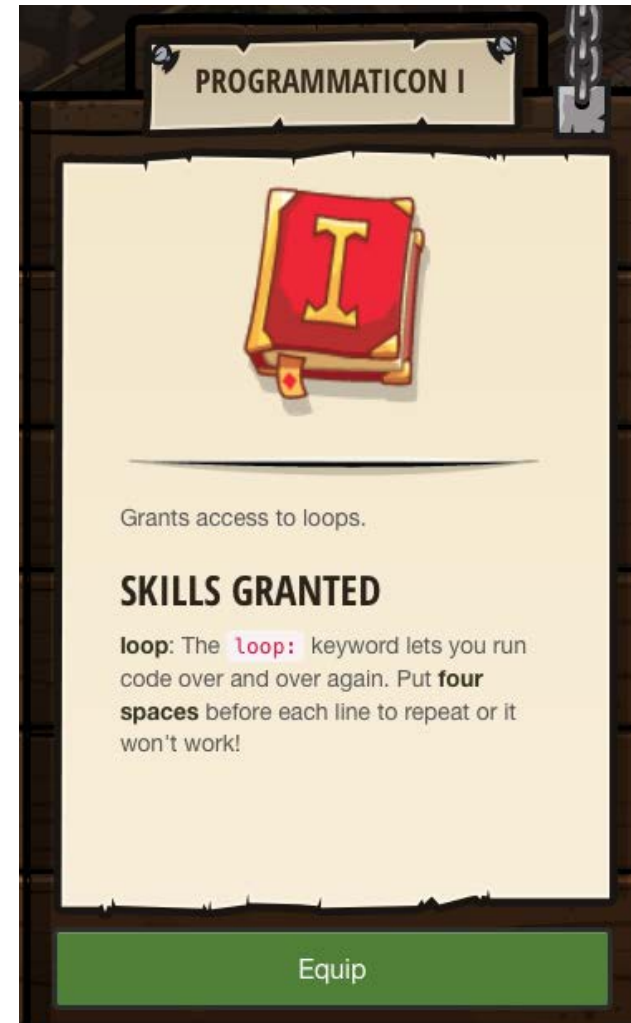 PROGRAMMATICON I
I
Grants access to loops.
SKILLS GRANTED
loop: The loop: keyword lets you run
code over and over again. Put four
spaces before each line to repeat or it
won't work!
Equip